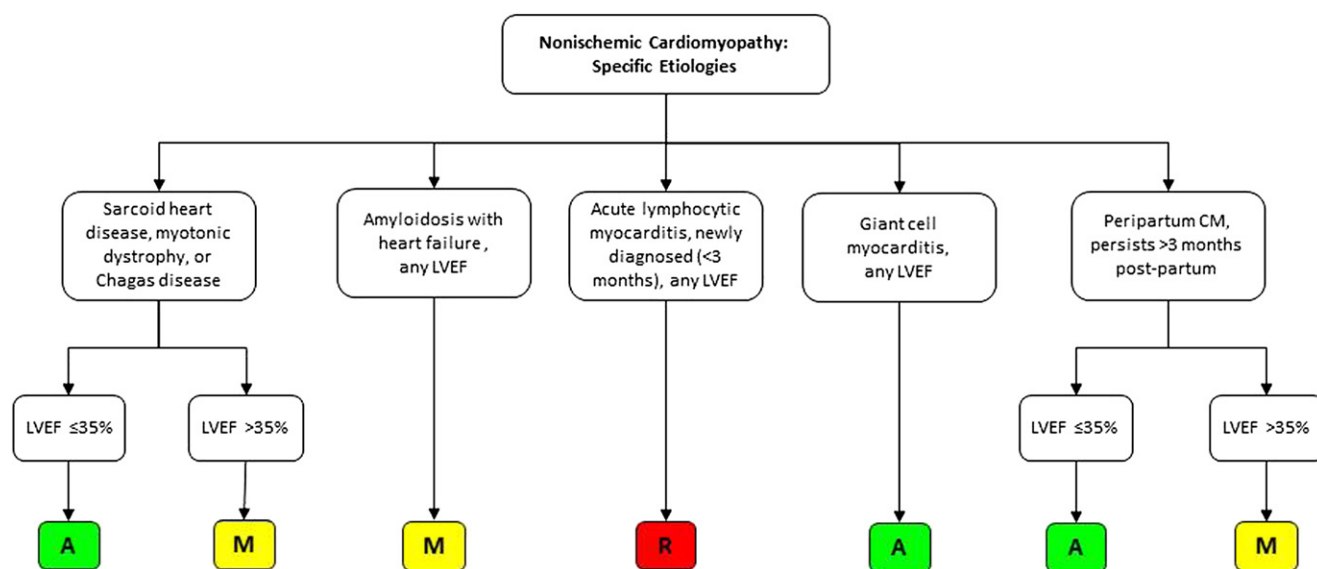 Nonischemic Cardiomyopathy:
Specific Etiologies
Sarcoid heart
disease, myotonic
dystrophy, or
Chagas disease
Amyloidosis with
heart failure ,
any LVEF
Acute lymphocytic
myocarditis, newly
diagnosed (<3
months), any LVEF
Giant cell
myocarditis,
any LVEF
Peripartum CM,
persists >3 months
post-partum
LVEF ≤35%
LVEF >35%
LVEF ≤35%
LVEF >35%
A
M
M
R
A
A
M